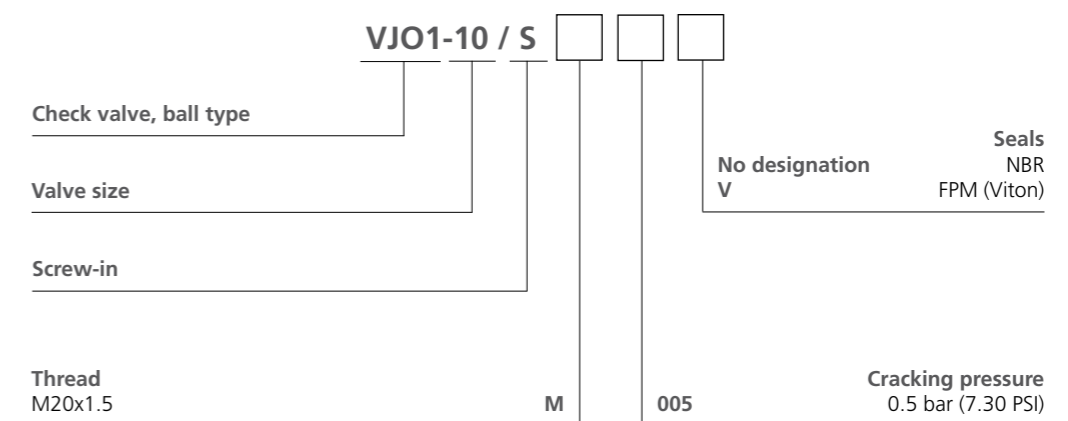 VJO1-10 / S
Check valve, ball type
Seals
No designation NBR
V FPM (Viton)
Valve size
Screw-in
Thread
M20x1.5 M
Cracking pressure
005 0.5 bar (7.30 PSI)